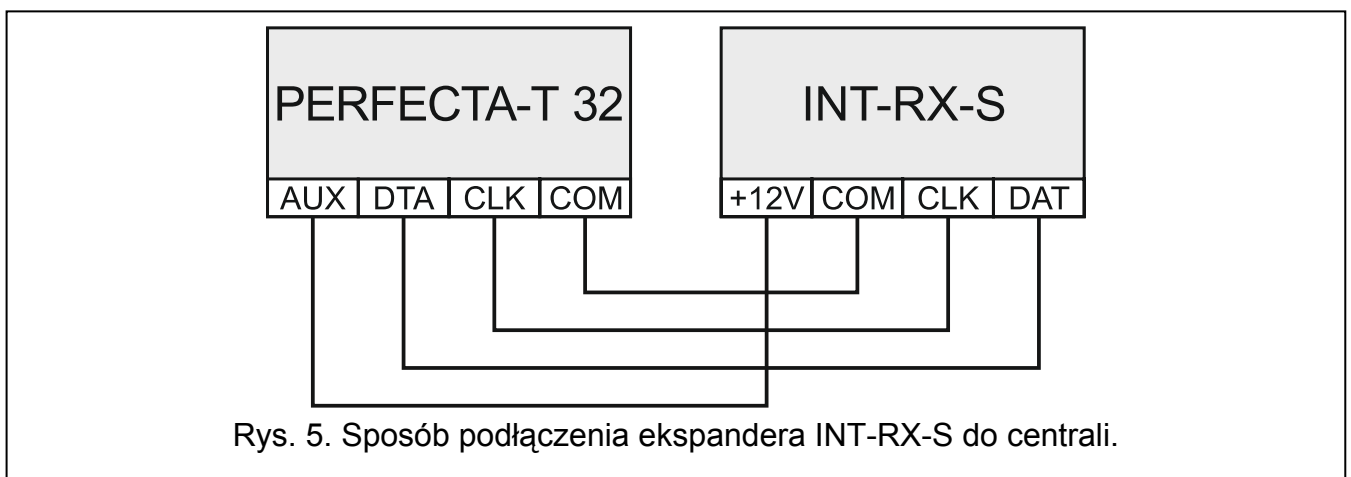 PERFECTA-T 32
INT-RX-S
AUX DTA CLK COM
+12V COM CLK DAT
Rys. 5. Sposób podłączenia ekspandera INT-RX-S do centrali.